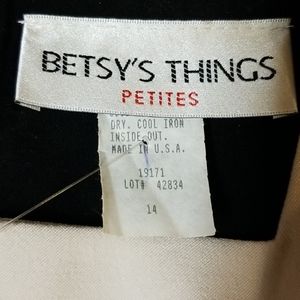 BETSY'S THINGS
PETITES
DRY. COOL IRON
INSIDE OUT.
MADE IN U.S.A.
19171
LOT# 42834
14